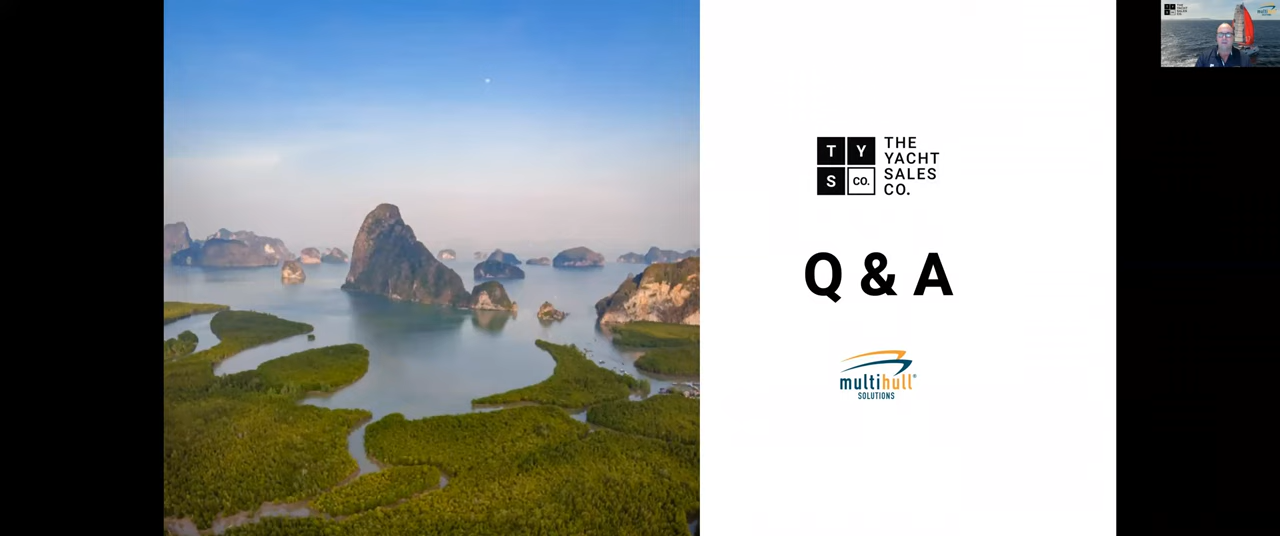 T Y
S CO.
THE
YACHT
SALES
CO.
Q & A
multihull®
SOLUTIONS